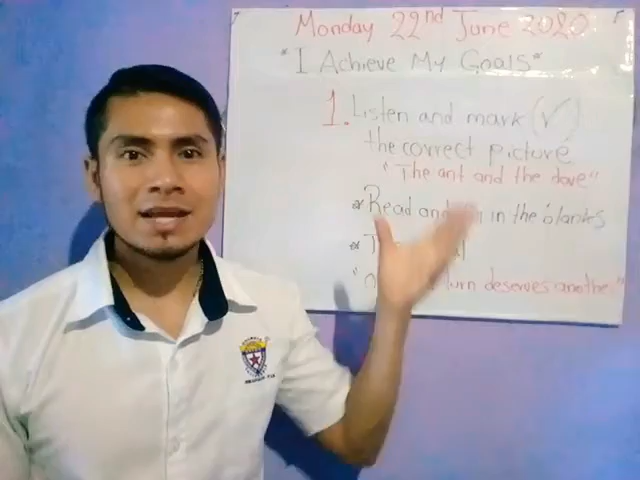 Monday 22nd June 2020
"I Achieve My Goals"
1. Listen and mark (✓)
the correct picture
"The ant and the dove"
* Read and in the blankes
*
turn deserves another"